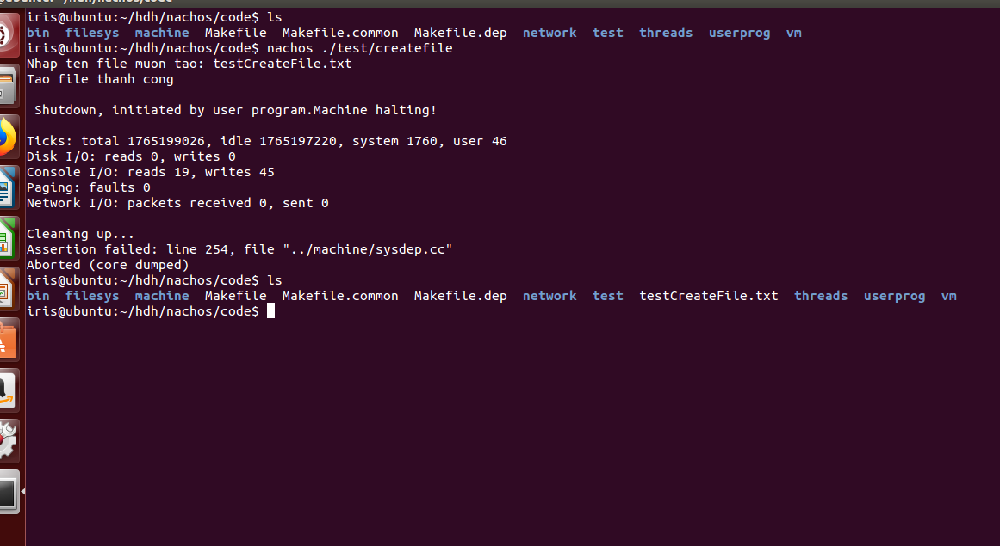 iris@ubuntu:~/hdh/nachos/code$ ls
bin  filesys  machine  Makefile  Makefile.common  Makefile.dep  network  test  threads  userprog  vm
iris@ubuntu:~/hdh/nachos/code$ nachos ./test/createfile
Nhap ten file muon tao: testCreateFile.txt
Tao file thanh cong
 Shutdown, initiated by user program.Machine halting!
Ticks: total 1765199026, idle 1765197220, system 1760, user 46
Disk I/O: reads 0, writes 0
Console I/O: reads 19, writes 45
Paging: faults 0
Network I/O: packets received 0, sent 0
Cleaning up...
Assertion failed: line 254, file "../machine/sysdep.cc"
Aborted (core dumped)
iris@ubuntu:~/hdh/nachos/code$ ls
bin  filesys  machine  Makefile  Makefile.common  Makefile.dep  network  test  testCreateFile.txt  threads  userprog  vm
iris@ubuntu:~/hdh/nachos/code$